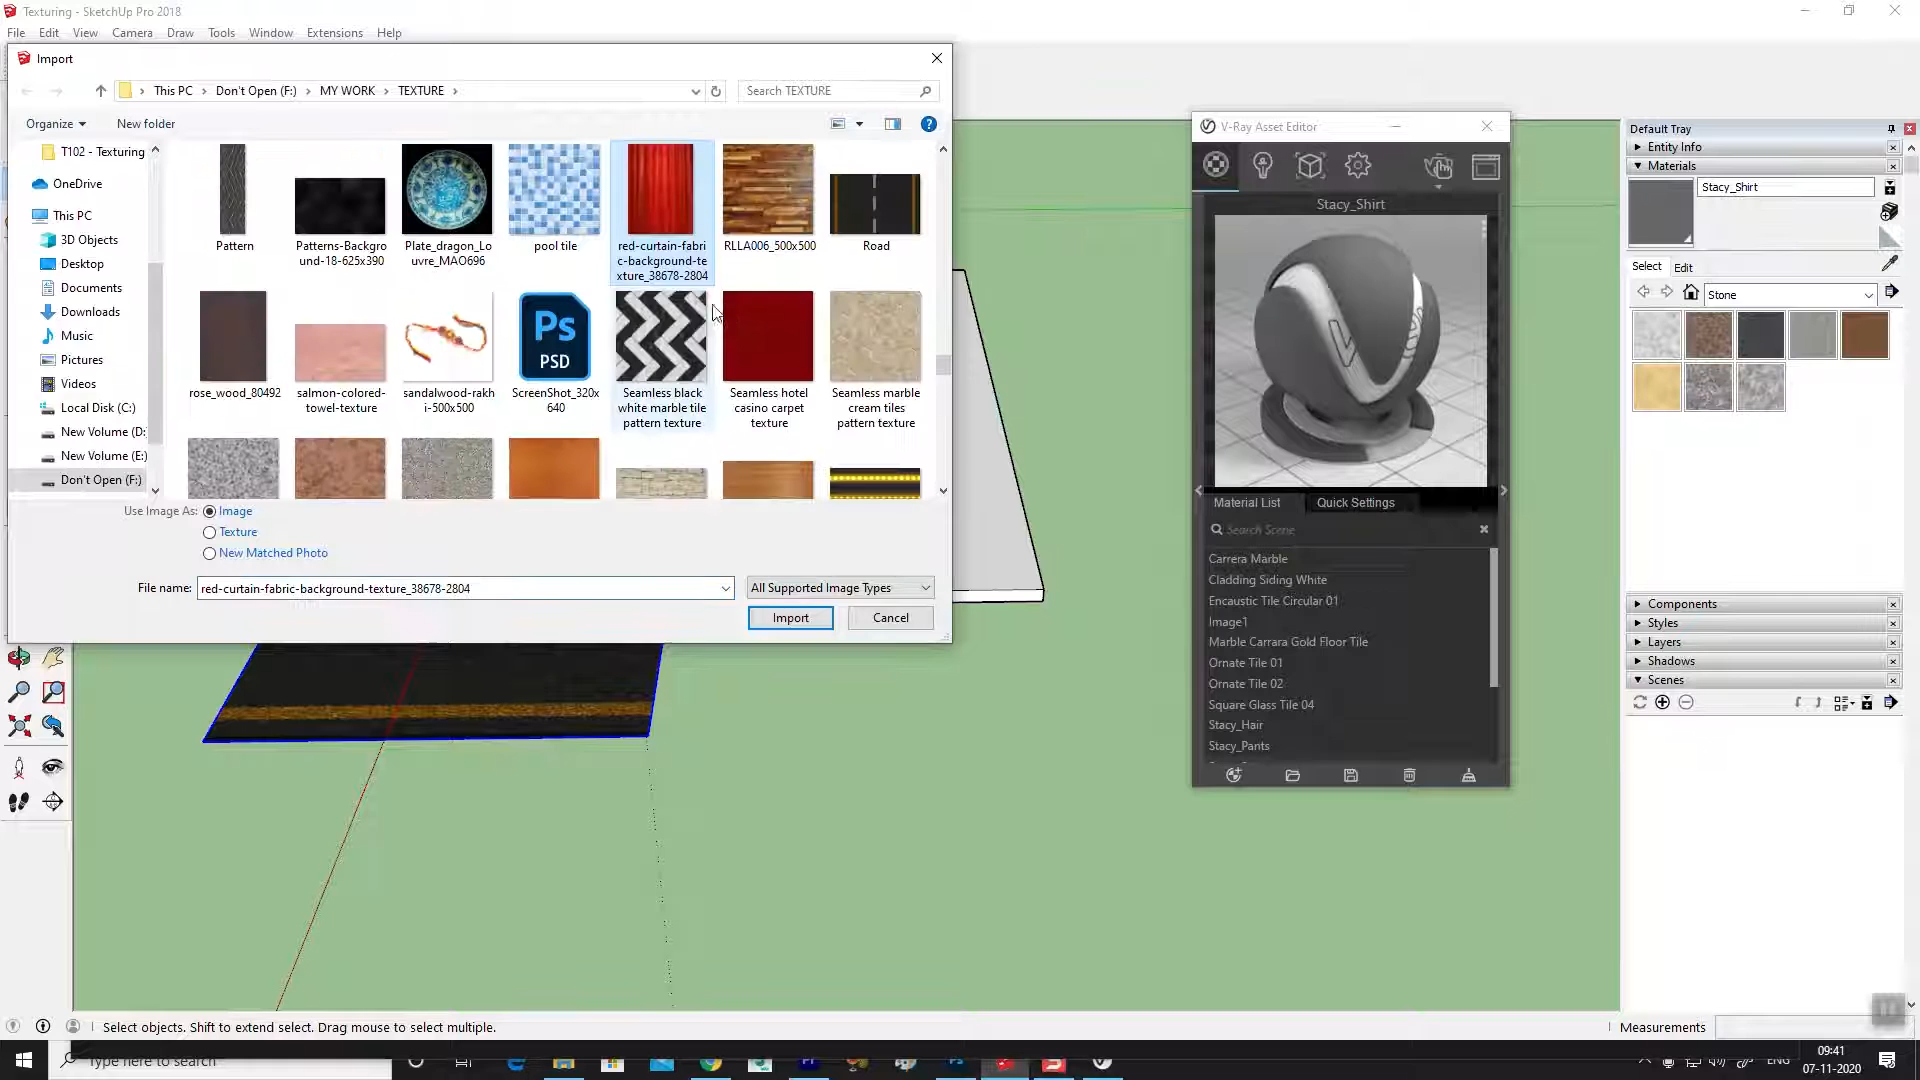 Texturing - SketchUp Pro 2018
File Edit View Camera Draw Tools Window Extensions Help
Import
This PC > Don't Open (F:) > MY WORK > TEXTURE >
Search TEXTURE
Organize
New folder
T102 - Texturing
OneDrive
This PC
3D Objects
Desktop
Documents
Downloads
Music
Pictures
Videos
Local Disk (C:)
New Volume (D:
New Volume (E:)
Don't Open (F:)
Pattern
Patterns-Backgro
und-18-625x390
Plate_dragon_Lo
uvre_MAO696
pool tile
red-curtain-fabri
c-background-te
xture_38678-2804
RLLA006_500x500
Road
rose_wood_80492
salmon-colored-
towel-texture
sandalwood-rakh
i-500x500
Ps
PSD
ScreenShot_320x
640
Seamless black
white marble tile
pattern texture
Seamless hotel
casino carpet
texture
Seamless marble
cream tiles
pattern texture
Use Image As:
Image
Texture
New Matched Photo
File name:
red-curtain-fabric-background-texture_38678-2804
All Supported Image Types
Import
Cancel
V-Ray Asset Editor
Stacy_Shirt
Material List
Quick Settings
Search Scene
Carrera Marble
Cladding Siding White
Encaustic Tile Circular 01
Image1
Marble Carrara Gold Floor Tile
Ornate Tile 01
Ornate Tile 02
Square Glass Tile 04
Stacy_Hair
Stacy_Pants
Default Tray
Entity Info
Materials
Stacy_Shirt
Select
Edit
Stone
Components
Styles
Layers
Shadows
Scenes
Select objects. Shift to extend select. Drag mouse to select multiple.
Measurements
Type here to search
ENG
09:41
07-11-2020